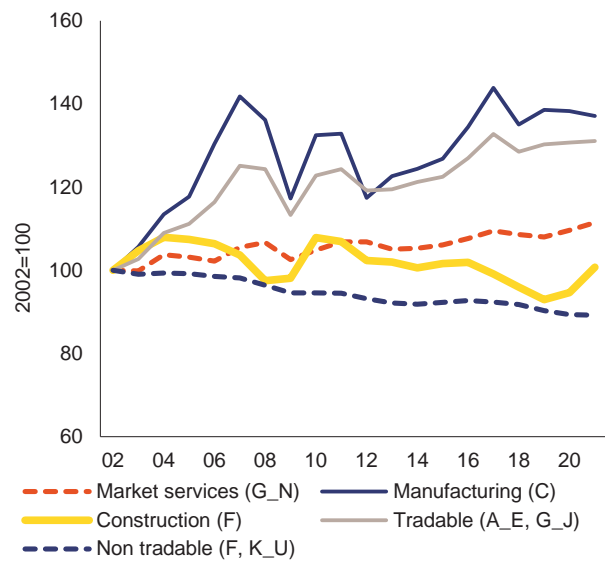 160
140
120
100
80
60
2002=100
02 04 06 08 10 12 14 16 18 20
Market services (G_N) Manufacturing (C)
Construction (F) Tradable (A_E, G_J)
Non tradable (F, K_U)